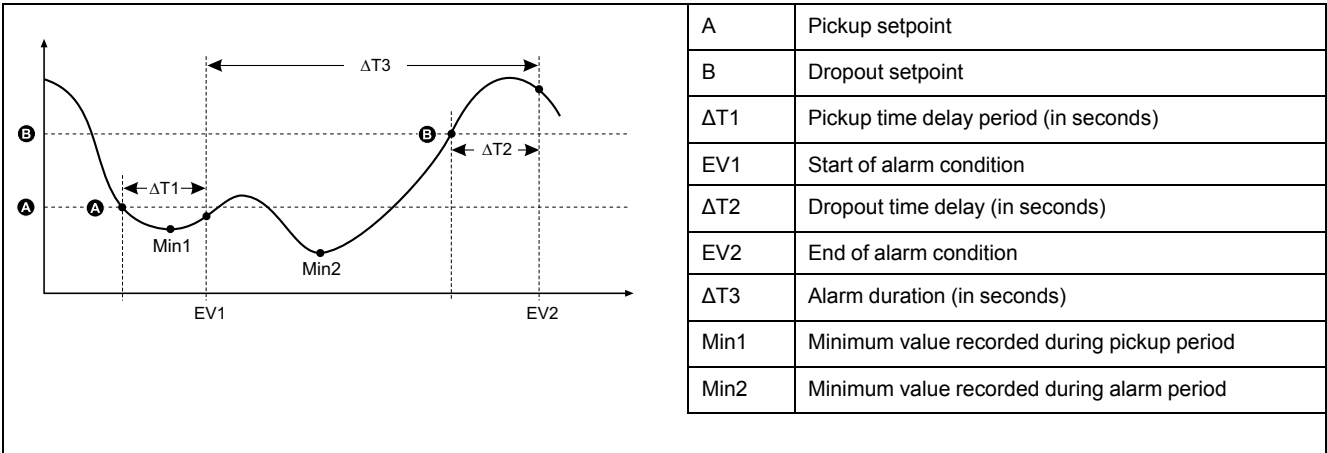 ΔT3
B
B
ΔT2
ΔT1
A
A
Min1
Min2
EV1
EV2
A Pickup setpoint
B Dropout setpoint
ΔT1 Pickup time delay period (in seconds)
EV1 Start of alarm condition
ΔT2 Dropout time delay (in seconds)
EV2 End of alarm condition
ΔT3 Alarm duration (in seconds)
Min1 Minimum value recorded during pickup period
Min2 Minimum value recorded during alarm period